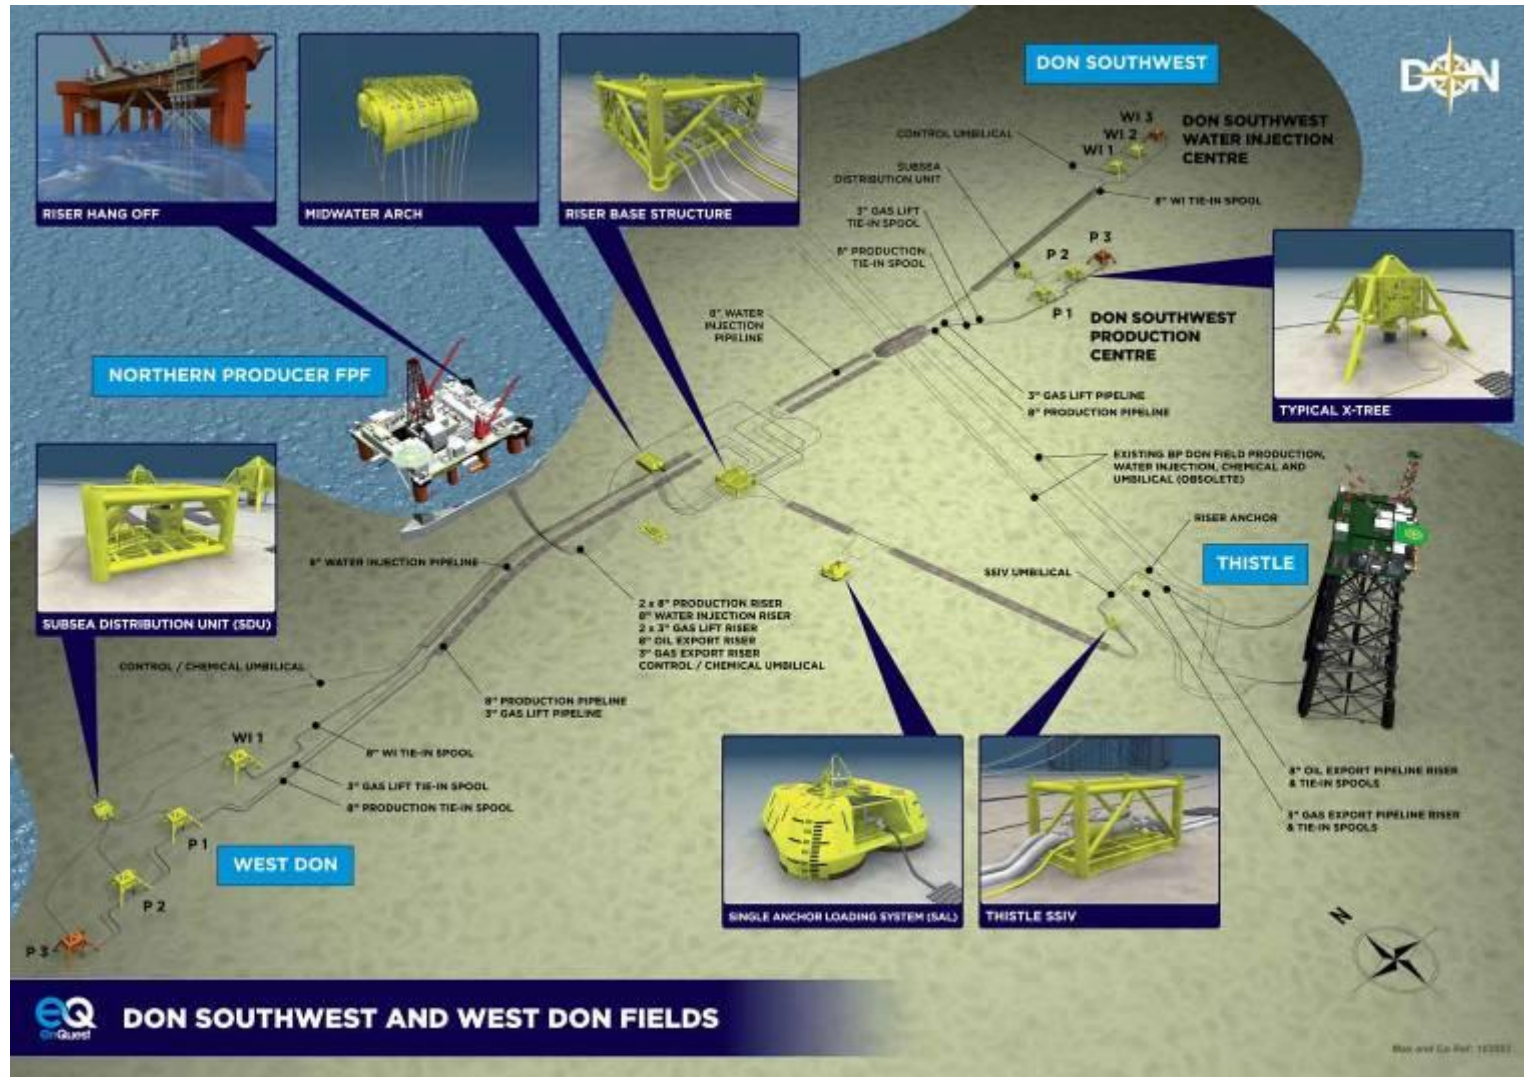 DON SOUTHWEST
DON
RISER HANG OFF
MIDWATER ARCH
RISER BASE STRUCTURE
CONTROL UMBILICAL
WI 3
WI 2
WI 1
DON SOUTHWEST
WATER INJECTION
CENTRE
SUBSEA
DISTRIBUTION UNIT
8" WI TIE-IN SPOOL
3" GAS LIFT
TIE-IN SPOOL
8" PRODUCTION
TIE-IN SPOOL
P 3
P 2
P 1
DON SOUTHWEST
PRODUCTION
CENTRE
8" WATER
INJECTION
PIPELINE
TYPICAL X-TREE
NORTHERN PRODUCER FPF
3" GAS LIFT PIPELINE
8" PRODUCTION PIPELINE
EXISTING BP DON FIELD PRODUCTION,
WATER INJECTION, CHEMICAL AND
UMBILICAL (OBSOLETE)
RISER ANCHOR
THISTLE
SSIV UMBILICAL
8" WATER INJECTION PIPELINE
SUBSEA DISTRIBUTION UNIT (SDU)
2 x 8" PRODUCTION RISER
8" WATER INJECTION RISER
2 x 3" GAS LIFT RISER
8" OIL EXPORT RISER
3" GAS EXPORT RISER
CONTROL / CHEMICAL UMBILICAL
CONTROL / CHEMICAL UMBILICAL
8" PRODUCTION PIPELINE
3" GAS LIFT PIPELINE
WI 1
8" WI TIE-IN SPOOL
3" GAS LIFT TIE-IN SPOOL
8" PRODUCTION TIE-IN SPOOL
8" OIL EXPORT PIPELINE RISER
& TIE-IN SPOOLS
3" GAS EXPORT PIPELINE RISER
& TIE-IN SPOOLS
P 1
WEST DON
P 2
P 3
SINGLE ANCHOR LOADING SYSTEM (SAL)
THISTLE SSIV
N
EQ
EnQuest
DON SOUTHWEST AND WEST DON FIELDS